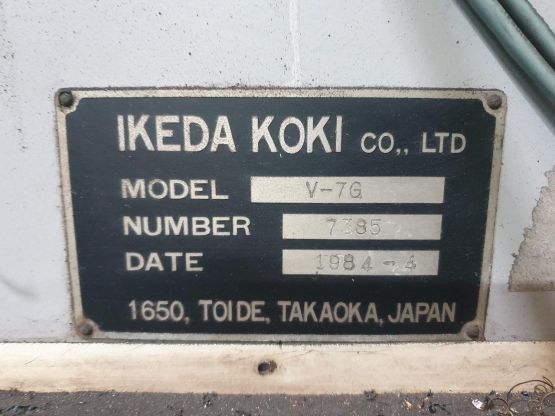 IKEDA KOKI CO., LTD
MODEL V-7G
NUMBER 7385
DATE 1984-4
1650, TOIDE, TAKAOKA, JAPAN